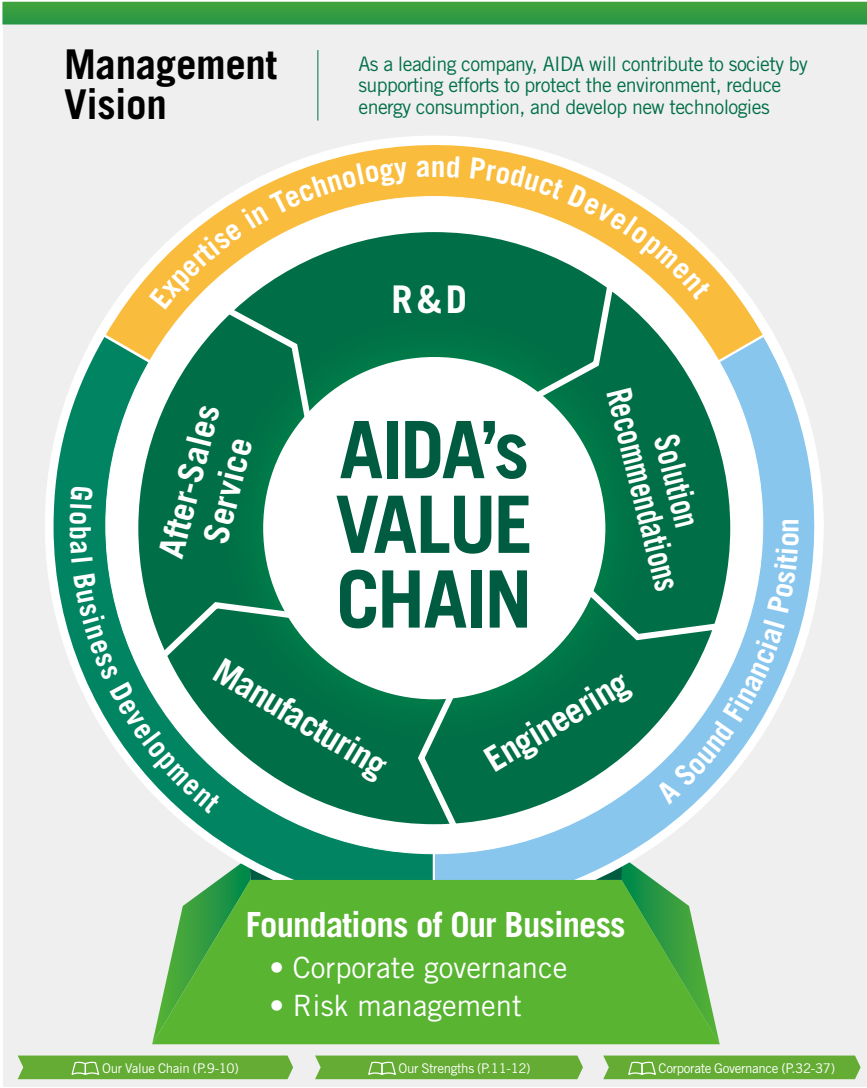 Management
Vision
As a leading company, AIDA will contribute to society by
supporting efforts to protect the environment, reduce
energy consumption, and develop new technologies
Expertise in Technology and Product Development
R&D
Solution
Recommendations
After-Sales
Service
AIDA's
VALUE
CHAIN
Global Business Development
A Sound Financial Position
Manufacturing
Engineering
Foundations of Our Business
• Corporate governance
• Risk management
Our Value Chain (P.9-10)
Our Strengths (P.11-12)
Corporate Governance (P.32-37)